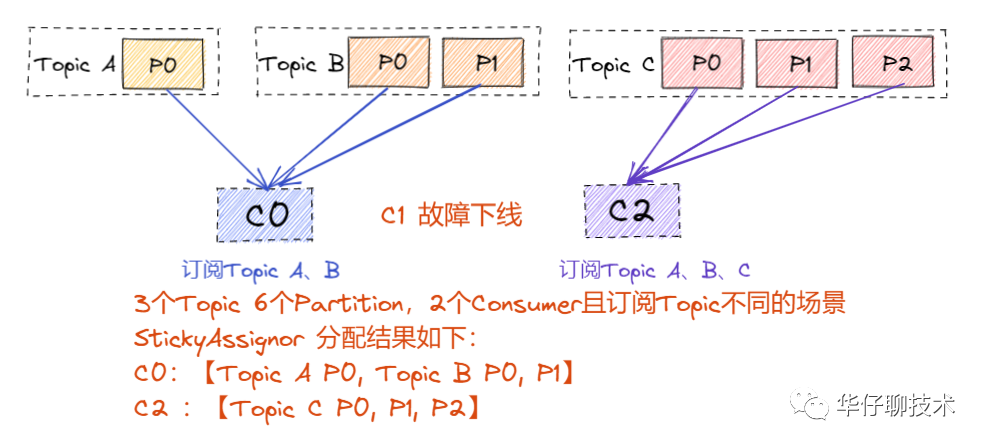 Topic A P0 Topic B P0 P1 Topic C P0 P1 P2
C0 C1 故障下线 C2
订阅Topic A、B 订阅Topic A、B、C
3个Topic 6个Partition，2个Consumer且订阅Topic不同的场景
StickyAssignor 分配结果如下：
C0：【Topic A P0, Topic B P0, P1】
C2 ：【Topic C P0, P1, P2】
华仔聊技术